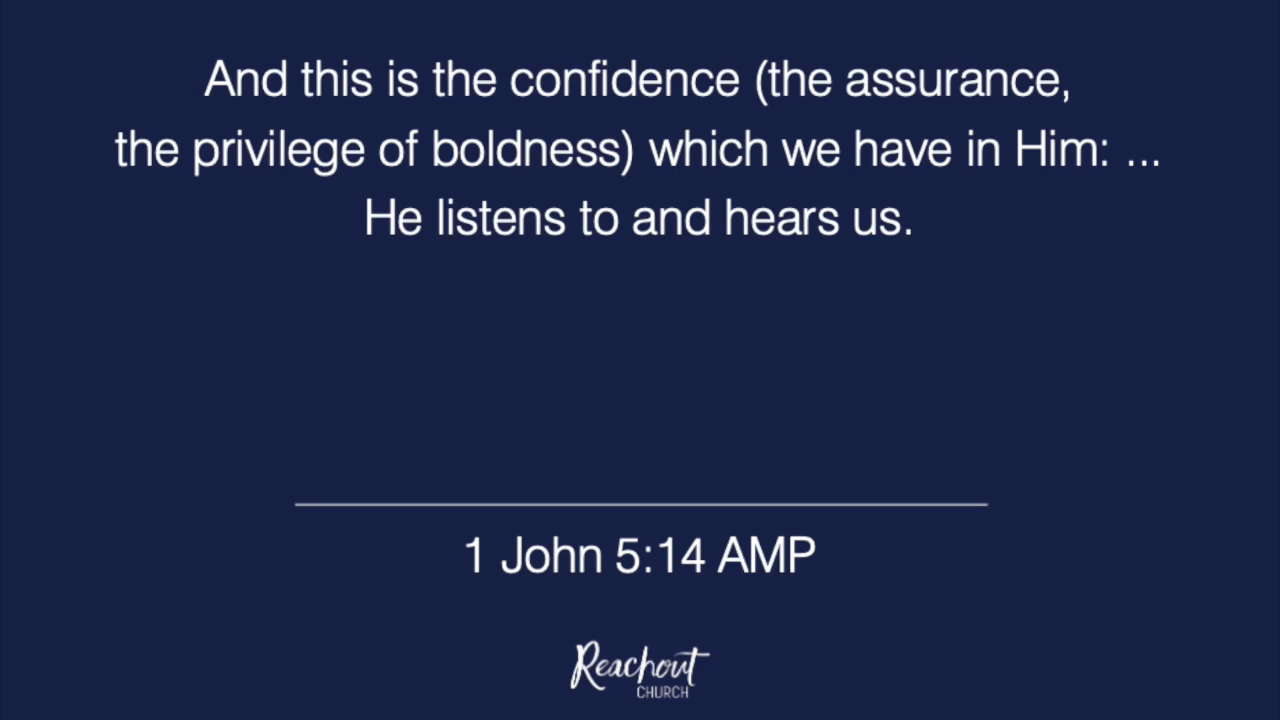 And this is the confidence (the assurance,
the privilege of boldness) which we have in Him: ...
He listens to and hears us.
1 John 5:14 AMP
Reachout
CHURCH